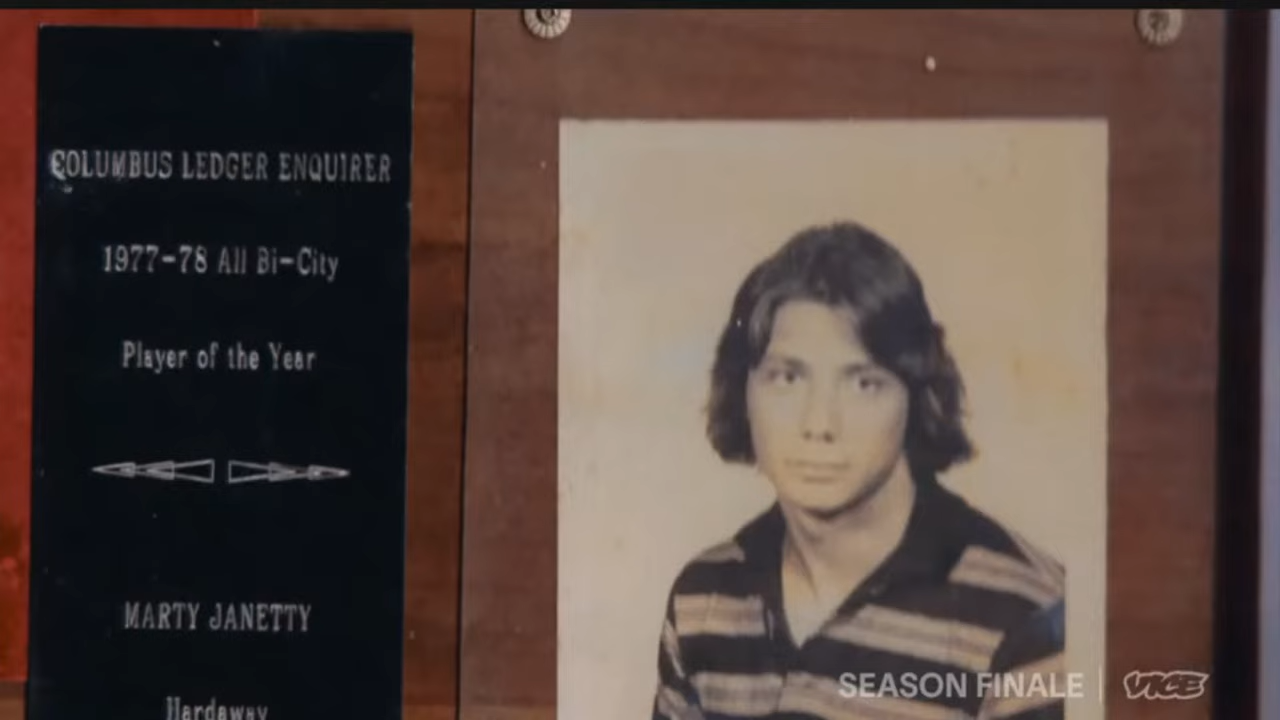 COLUMBUS LEDGER ENQUIRER
1977-78 All Bi-City
Player of the Year
MARTY JANETTY
Hardaway
SEASON FINALE
VICE